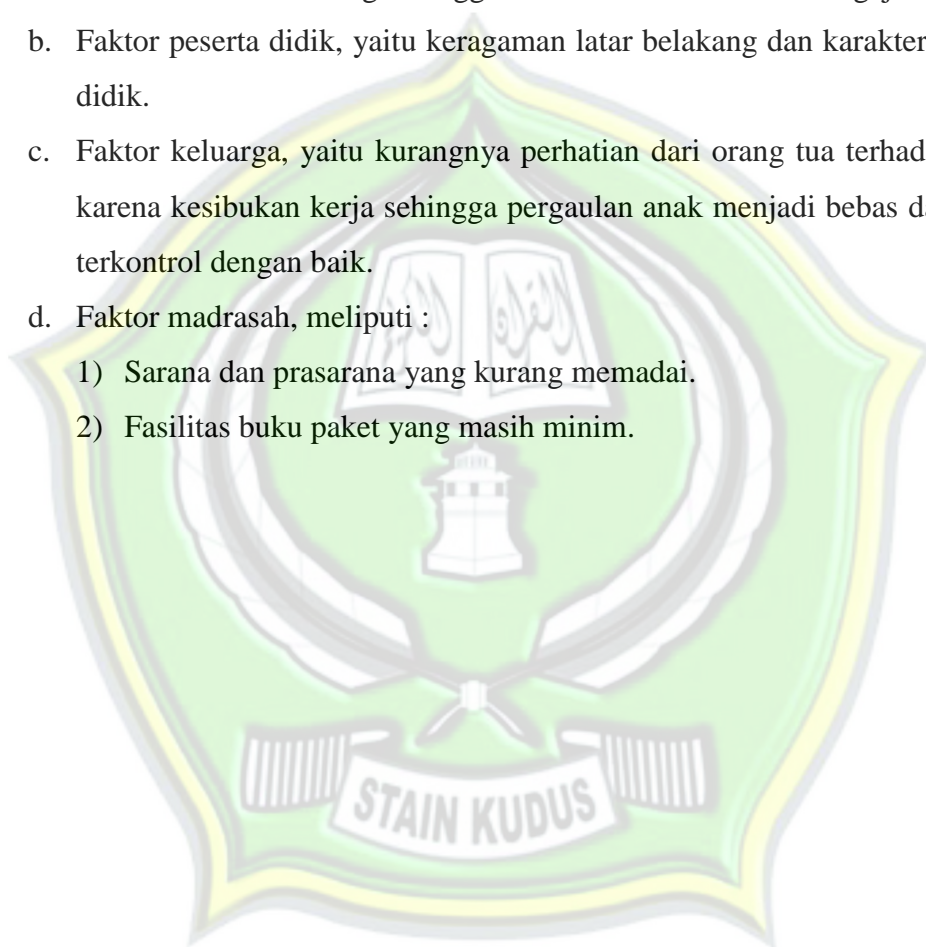 b. Faktor peserta didik, yaitu keragaman latar belakang dan karakter
didik.
c. Faktor keluarga, yaitu kurangnya perhatian dari orang tua
karena kesibukan kerja sehingga pergaulan anak menjadi bebas
terkontrol dengan baik.
d. Faktor madrasah, meliputi :
1) Sarana dan prasarana yang kurang memadai.
2) Fasilitas buku paket yang masih minim.
STAIN KUDUS